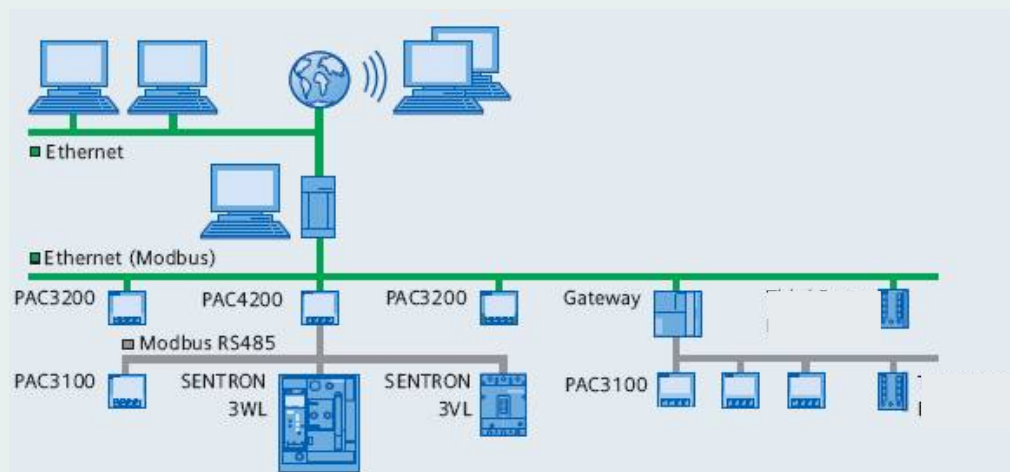 Ethernet
Ethernet (Modbus)
PAC3200
PAC4200
PAC3200
Gateway
Modbus RS485
PAC3100
SENTRON
3WL
SENTRON
3VL
PAC3100